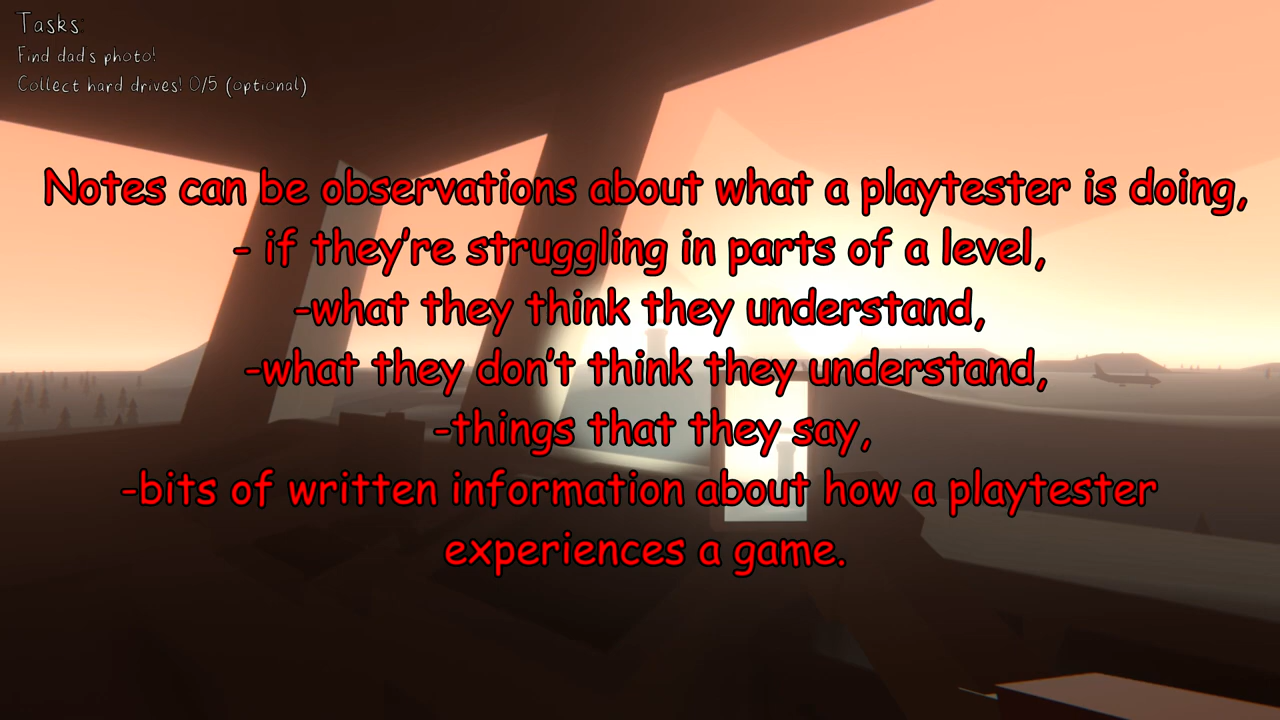 Tasks:
Find dad's photo!
Collect hard drives! 0/5 (optional)
Notes can be observations about what a playtester is doing,
- if they're struggling in parts of a level,
-what they think they understand,
-what they don't think they understand,
-things that they say,
-bits of written information about how a playtester
experiences a game.